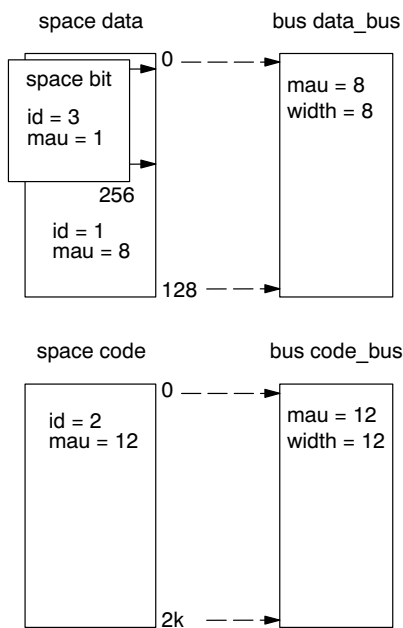 space data
bus data_bus
0
space bit
id = 3
mau = 1
256
id = 1
mau = 8
128
mau = 8
width = 8
space code
bus code_bus
0
id = 2
mau = 12
2k
mau = 12
width = 12